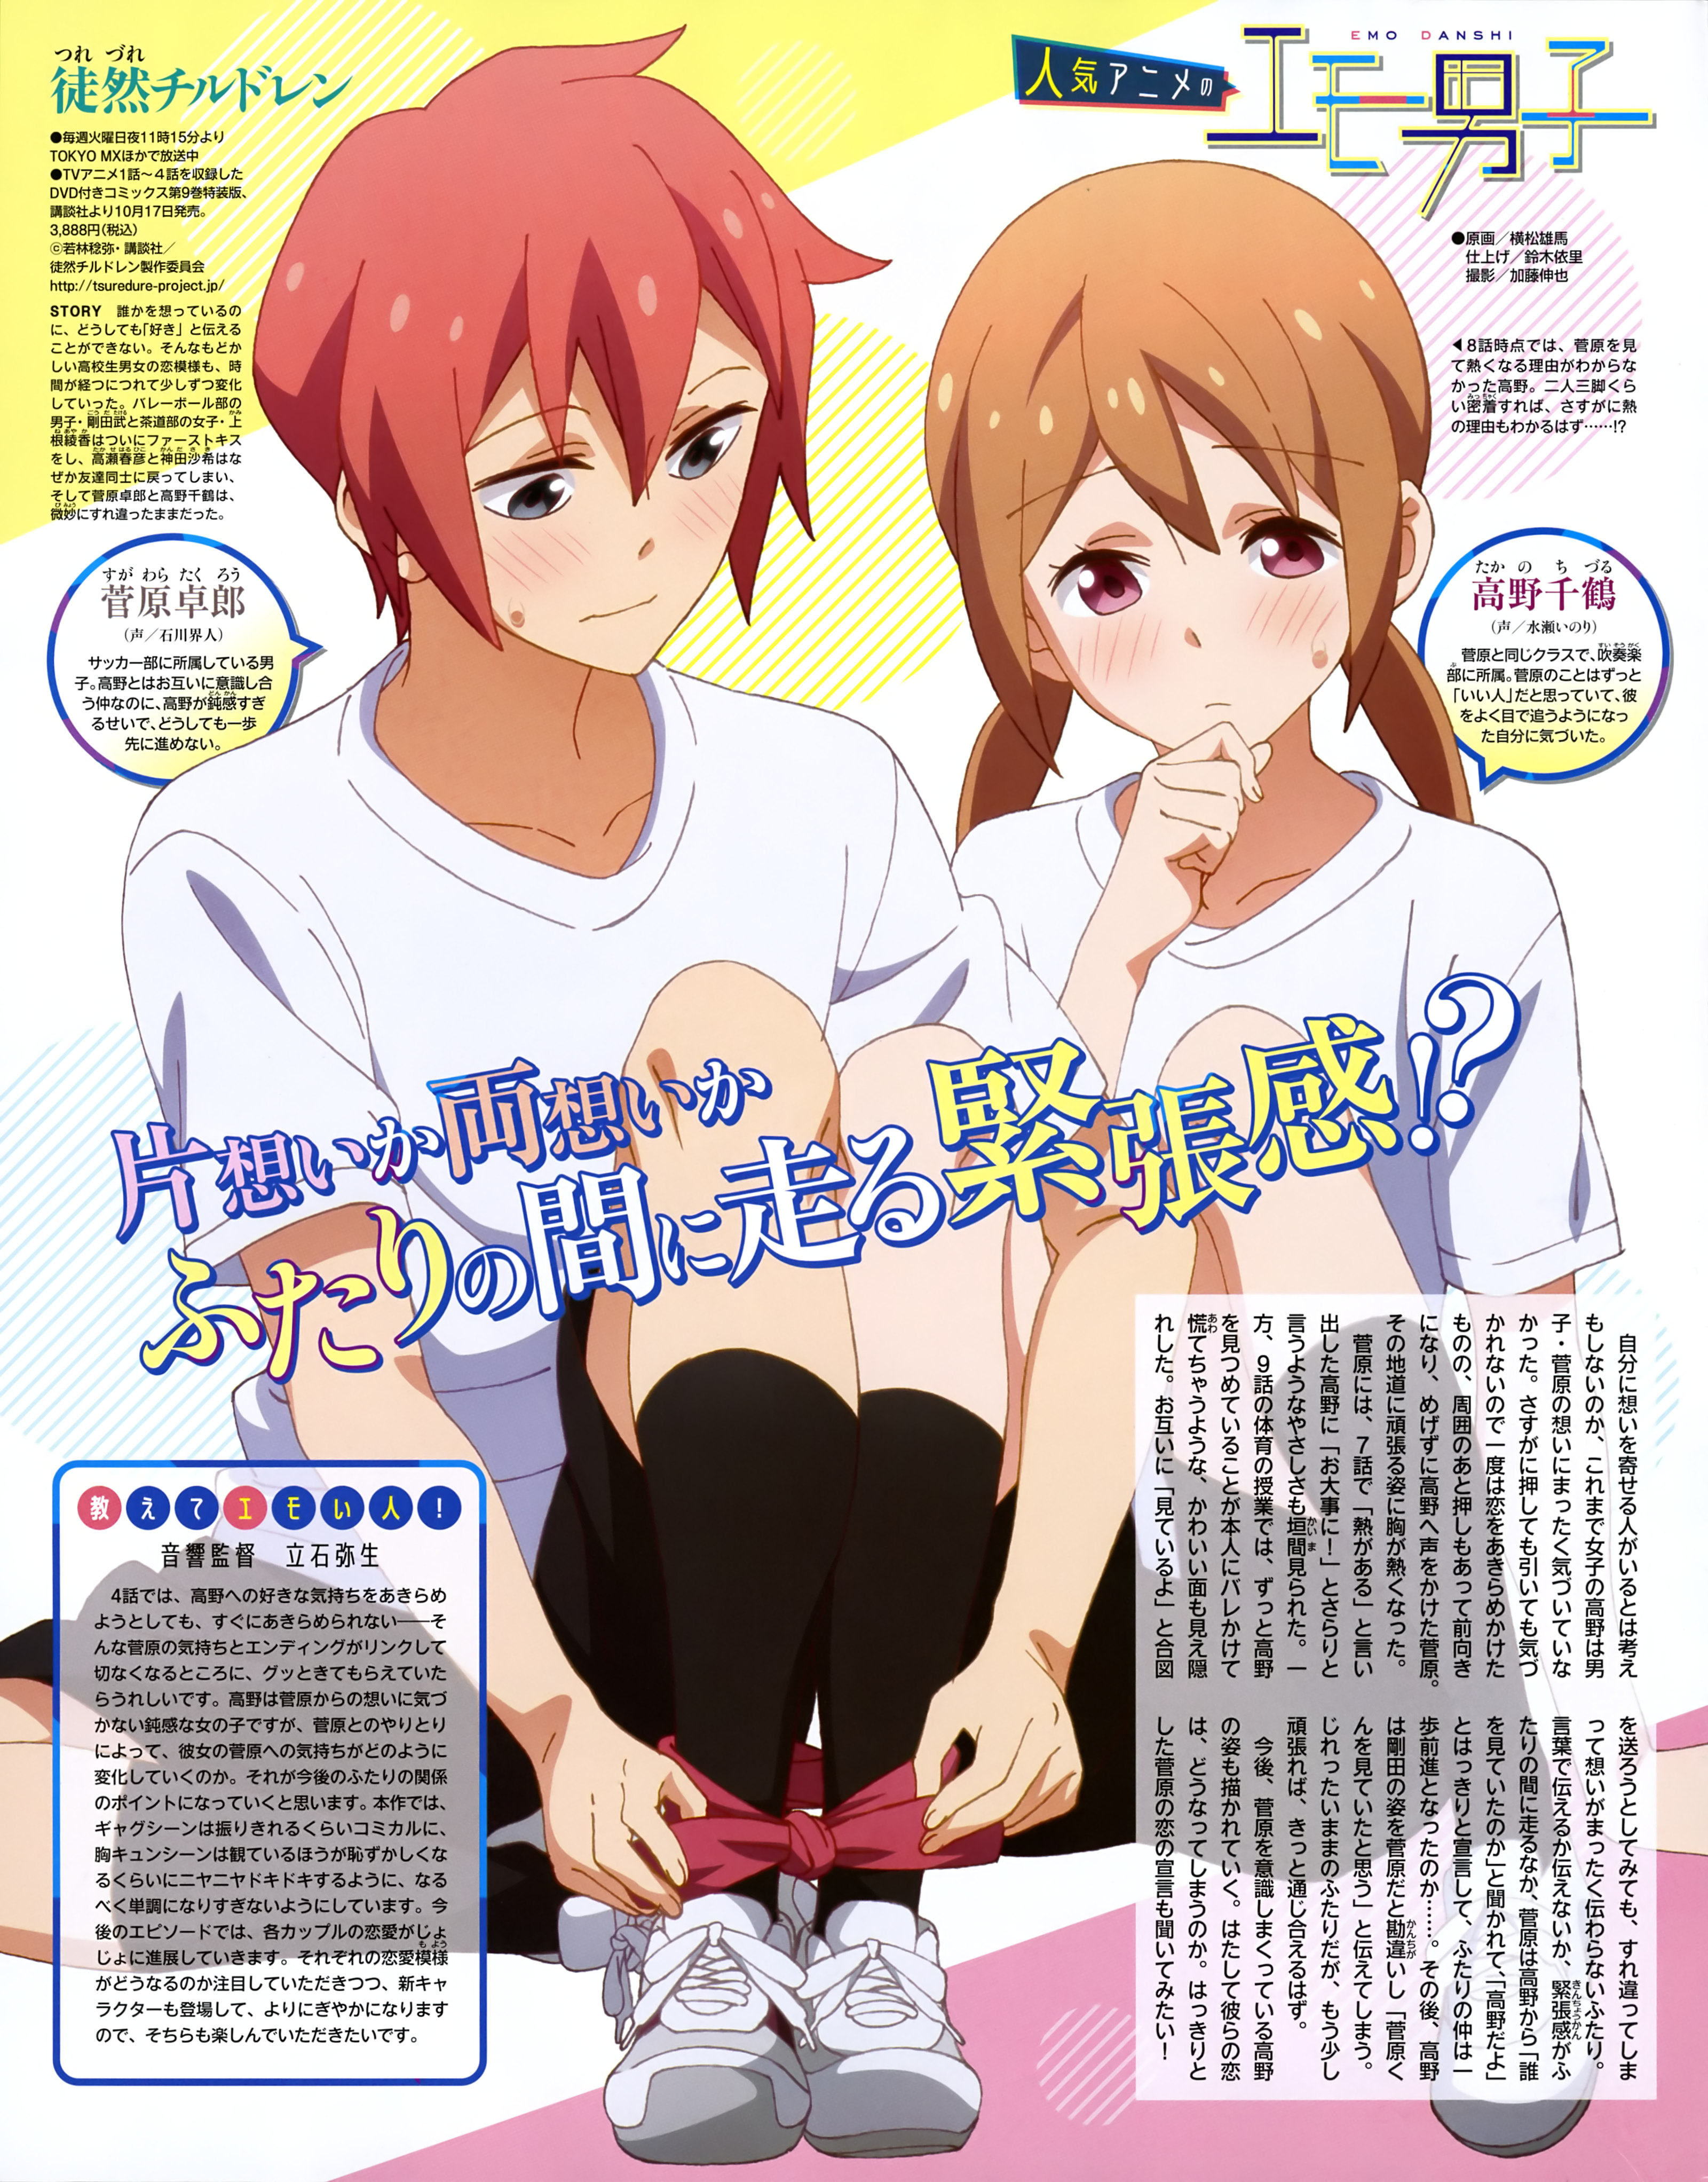 つれづれ
徒然チルドレン
●毎週火曜日夜11時15分より
TOKYO MXほかで放送中
●TVアニメ1話〜4話を収録した
DVD付きコミックス第9巻特装版、
講談社より10月17日発売。
3,888円(税込)
©若林稔弥・講談社／
徒然チルドレン製作委員会
http://tsuredure-project.jp/
STORY 誰かを想っているの
に、どうしても「好き」と伝える
ことができない。そんなもどか
しい高校生男女の恋模様も、時
間が経つにつれて少しずつ変化
していった。バレーボール部の
男子・剛田武と茶道部の女子・上
根綾香はついにファーストキス
をし、高瀬春彦と神田沙希はな
ぜか友達同士に戻ってしまい、
そして菅原卓郎と高野千鶴は、
微妙にすれ違ったままだった。
人気アニメの
EMO DANSHI
エモ男子
●原画／横松雄馬
仕上げ／鈴木依里
撮影／加藤伸也
◀8話時点では、菅原を見
て熱くなる理由がわからな
かった高野。二人三脚くら
い密着すれば、さすがに熱
の理由もわかるはず……!?
すがわらたくろう
菅原卓郎
（声／石川界人）
サッカー部に所属している男
子。高野とはお互いに意識し合
う仲なのに、高野が鈍感すぎ
るせいで、どうしても一歩
先に進めない。
たかのちづる
高野千鶴
（声／水瀬いのり）
菅原と同じクラスで、吹奏楽
部に所属。菅原のことはずっと
「いい人」だと思っていて、彼
をよく目で追うようになっ
た自分に気づいた。
片想いか両想いか
ふたりの間に走る緊張感!?
自分に想いを寄せる人がいるとは考え
もしないのか、これまで女子の高野は男
子・菅原の想いにまったく気づいていな
かった。さすがに押しても引いても気づ
かれないので一度は恋をあきらめかけた
ものの、周囲のあと押しもあって前向き
になり、めげずに高野へ声をかけた菅原。
その地道に頑張る姿に胸が熱くなった。
菅原には、7話で「熱がある」と言い
出した高野に「お大事に！」とさらりと
言うようなやさしさも垣間見られた。一
方、9話の体育の授業では、ずっと高野
を見つめていることが本人にバレかけて
慌てちゃうような、かわいい面も見え隠
れした。お互いに「見ているよ」と合図
を送ろうとしてみても、すれ違ってしま
って想いがまったく伝わらないふたり。
言葉で伝えるか伝えないか、緊張感がふ
たりの間に走るなか、菅原は高野から「誰
を見ていたのか」と聞かれて、「高野だよ」
とはっきりと宣言して、ふたりの仲は一
歩前進となったのか……。その後、高野
は剛田の姿を菅原だと勘違いし「菅原く
んを見ていたと思う」と伝えてしまう。
じれったいままのふたりだが、もう少し
頑張れば、きっと通じ合えるはず。
今後、菅原を意識しまくっている高野
の姿も描かれていく。はたして彼らの恋
は、どうなってしまうのか。はっきりと
した菅原の恋の宣言も聞いてみたい！
教えてエモい人！
音響監督 立石弥生
4話では、高野への好きな気持ちをあきらめ
ようとしても、すぐにあきらめられない――そ
んな菅原の気持ちとエンディングがリンクして
切なくなるところに、グッときてもらえていた
らうれしいです。高野は菅原からの想いに気づ
かない鈍感な女の子ですが、菅原とのやりとり
によって、彼女の菅原への気持ちがどのように
変化していくのか。それが今後のふたりの関係
のポイントになっていくと思います。本作では、
ギャグシーンは振りきれるくらいコミカルに、
胸キュンシーンは観ているほうが恥ずかしくな
るくらいにニヤニヤドキドキするように、なる
べく単調になりすぎないようにしています。今
後のエピソードでは、各カップルの恋愛がじょ
じょに進展していきます。それぞれの恋愛模様
がどうなるのか注目していただきつつ、新キャ
ラクターも登場して、よりにぎやかになります
ので、そちらも楽しんでいただきたいです。